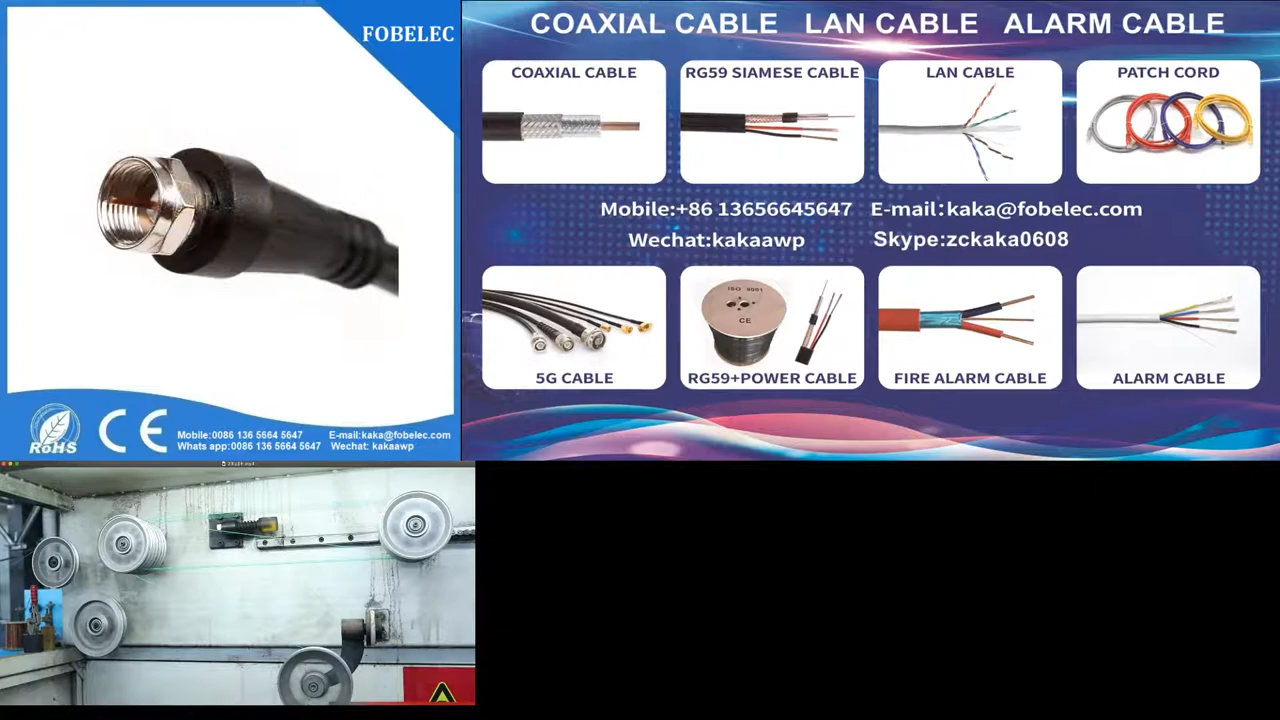 FOBELEC
RoHS
CE
Mobile:0086 136 5664 5647 E-mail:kaka@fobelec.com
Whats app:0086 136 5664 5647 Wechat: kakaawp
COAXIAL CABLE LAN CABLE ALARM CABLE
COAXIAL CABLE
RG59 SIAMESE CABLE
LAN CABLE
PATCH CORD
Mobile:+86 13656645647 E-mail:kaka@fobelec.com
Wechat:kakaawp Skype:zckaka0608
ISO 9001
CE
5G CABLE
RG59+POWER CABLE
FIRE ALARM CABLE
ALARM CABLE